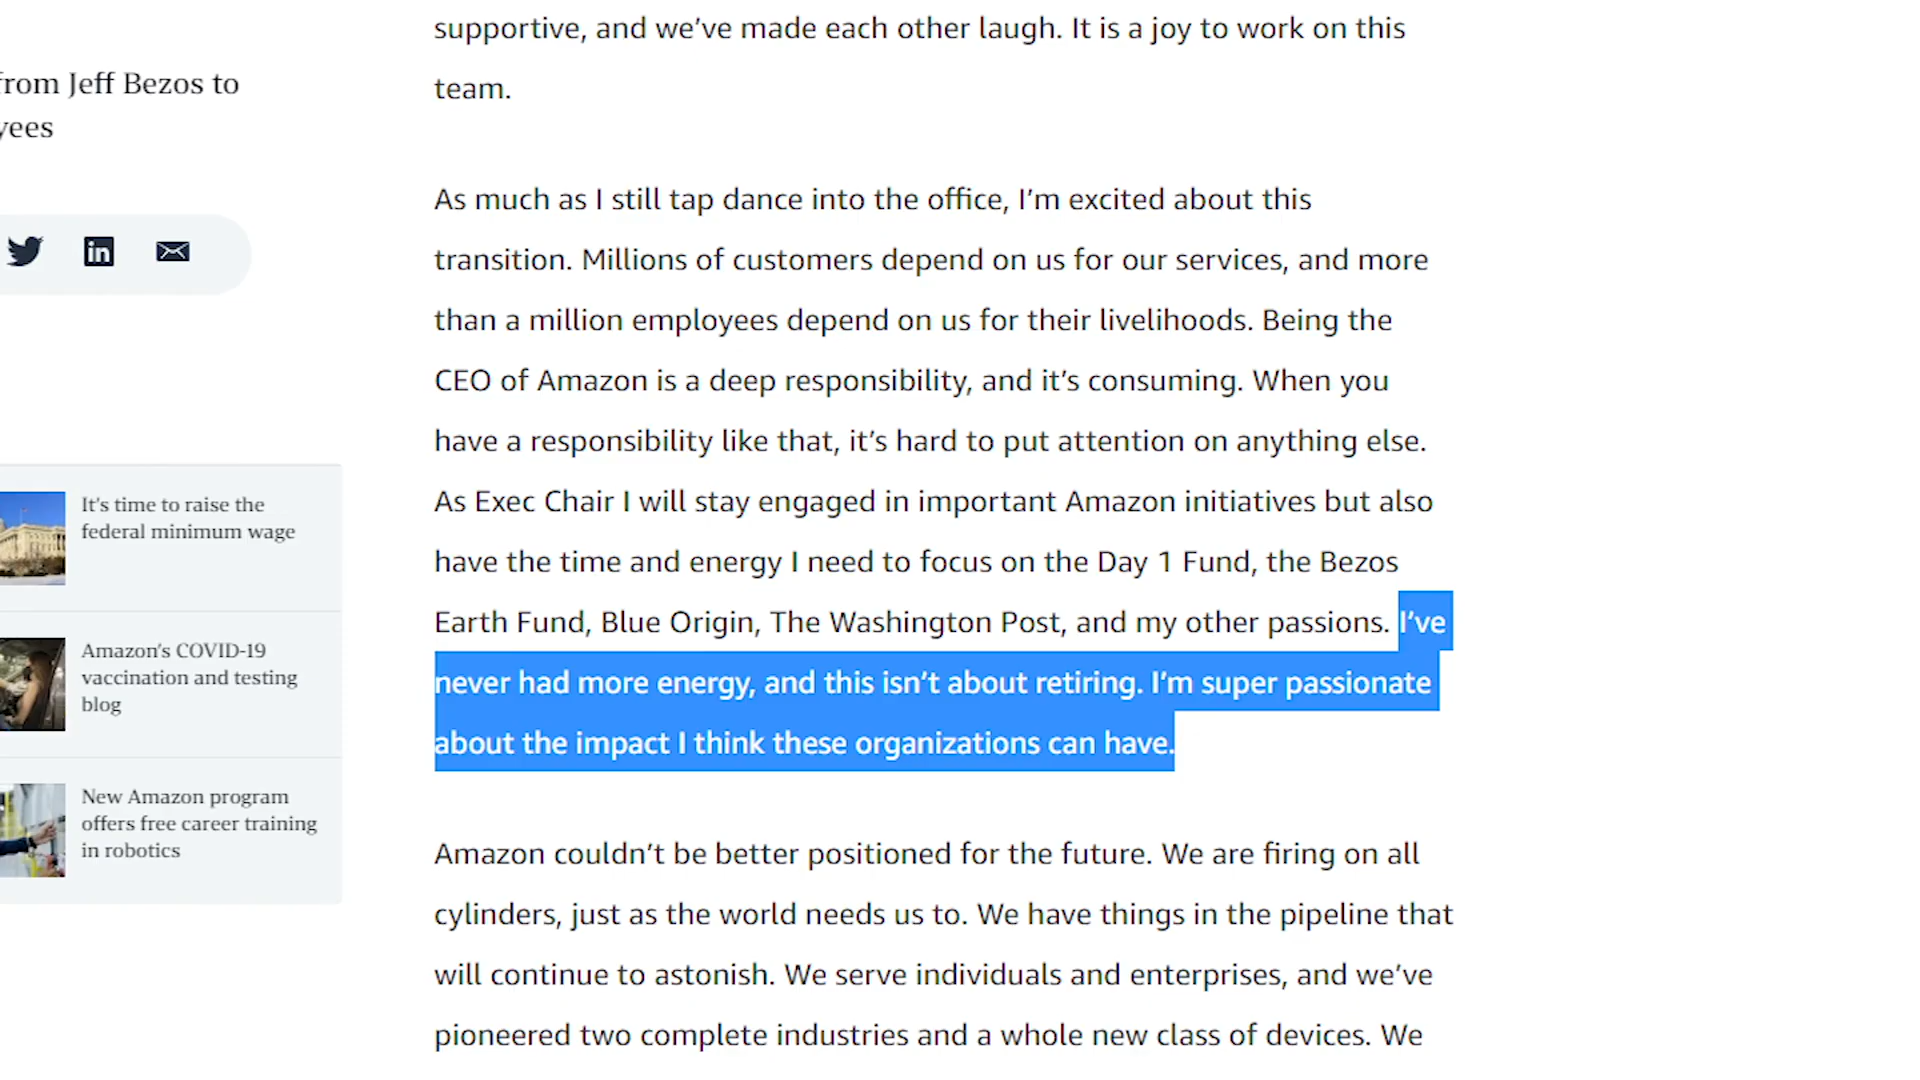 from Jeff Bezos to
yees
It's time to raise the
federal minimum wage
Amazon's COVID-19
vaccination and testing
blog
New Amazon program
offers free career training
in robotics
supportive, and we’ve made each other laugh. It is a joy to work on this
team.
As much as I still tap dance into the office, I’m excited about this
transition. Millions of customers depend on us for our services, and more
than a million employees depend on us for their livelihoods. Being the
CEO of Amazon is a deep responsibility, and it’s consuming. When you
have a responsibility like that, it’s hard to put attention on anything else.
As Exec Chair I will stay engaged in important Amazon initiatives but also
have the time and energy I need to focus on the Day 1 Fund, the Bezos
Earth Fund, Blue Origin, The Washington Post, and my other passions. I’ve
never had more energy, and this isn’t about retiring. I’m super passionate
about the impact I think these organizations can have.
Amazon couldn’t be better positioned for the future. We are firing on all
cylinders, just as the world needs us to. We have things in the pipeline that
will continue to astonish. We serve individuals and enterprises, and we’ve
pioneered two complete industries and a whole new class of devices. We